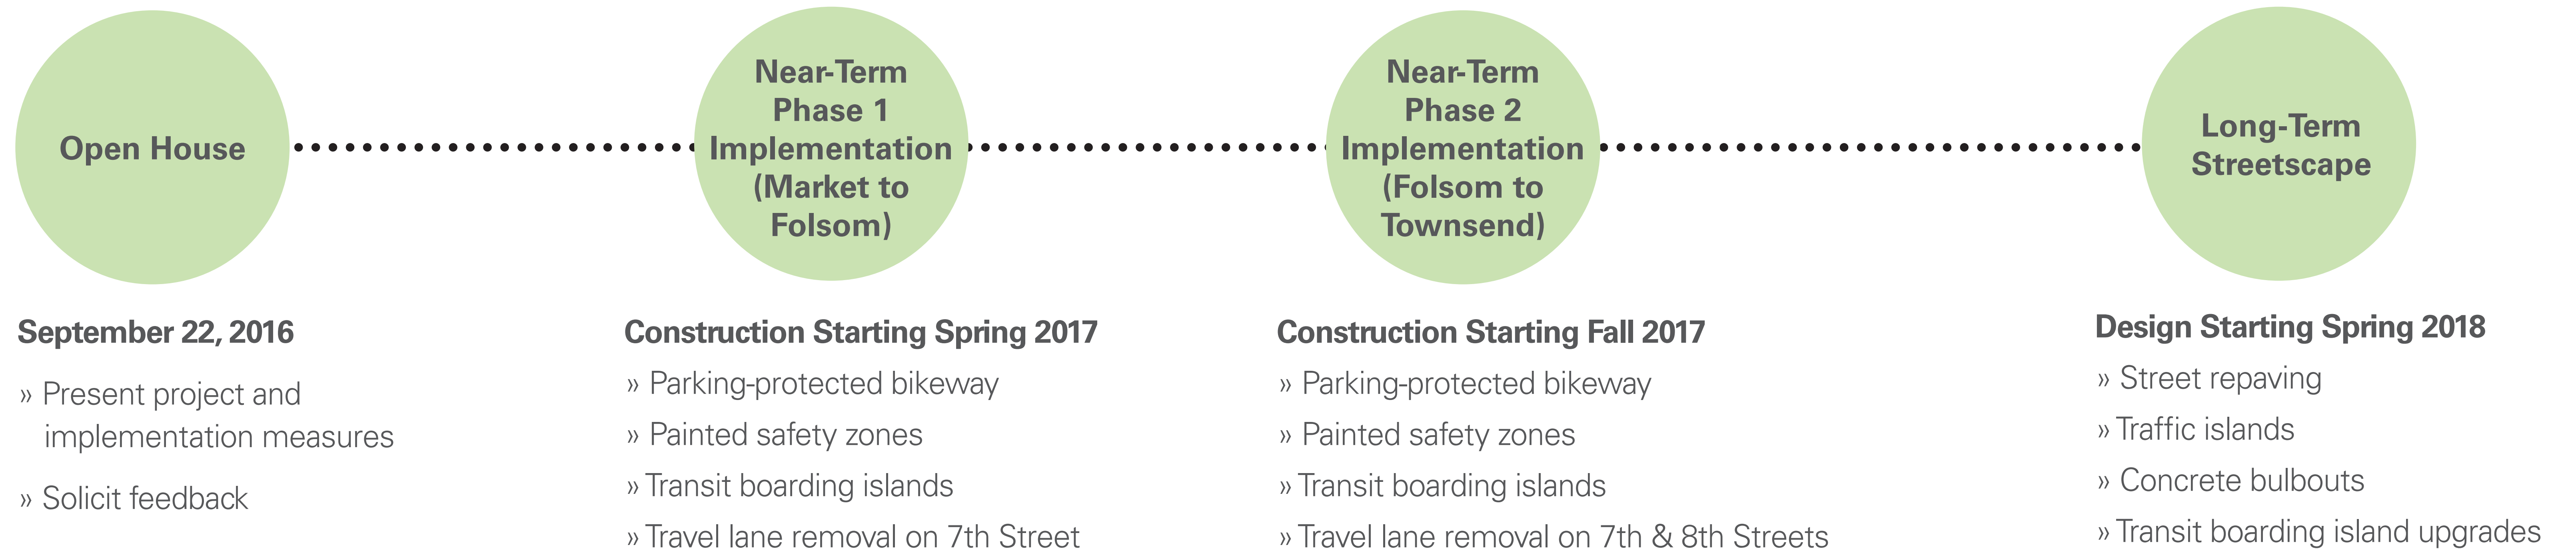 Open House
Near-Term
Phase 1
Implementation
(Market to
Folsom)
Near-Term
Phase 2
Implementation
(Folsom to
Townsend)
Long-Term
Streetscape
September 22, 2016
» Present project and
implementation measures
» Solicit feedback
Construction Starting Spring 2017
» Parking-protected bikeway
» Painted safety zones
» Transit boarding islands
» Travel lane removal on 7th Street
Construction Starting Fall 2017
» Parking-protected bikeway
» Painted safety zones
» Transit boarding islands
» Travel lane removal on 7th & 8th Streets
Design Starting Spring 2018
» Street repaving
» Traffic islands
» Concrete bulbouts
» Transit boarding island upgrades